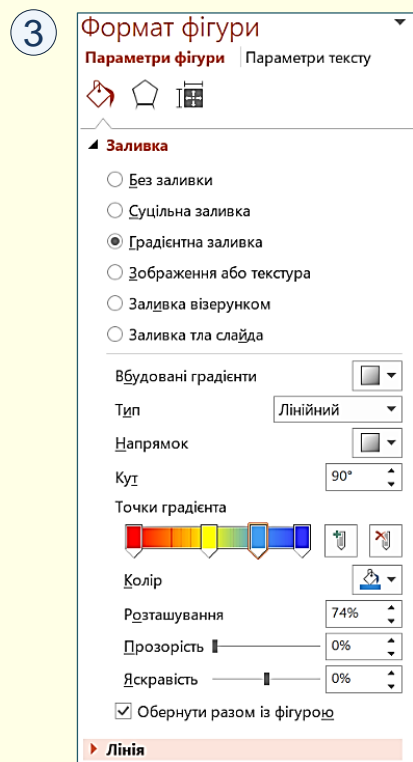 3
Формат фігури
Параметри фігури Параметри тексту
Заливка
Без заливки
Суцільна заливка
Градієнтна заливка
Зображення або текстура
Заливка візерунком
Заливка тла слайда
Вбудовані градієнти
Тип Лінійний
Напрямок
Кут 90°
Точки градієнта
Колір
Розташування 74%
Прозорість 0%
Яскравість 0%
Обернути разом із фігурою
Лінія